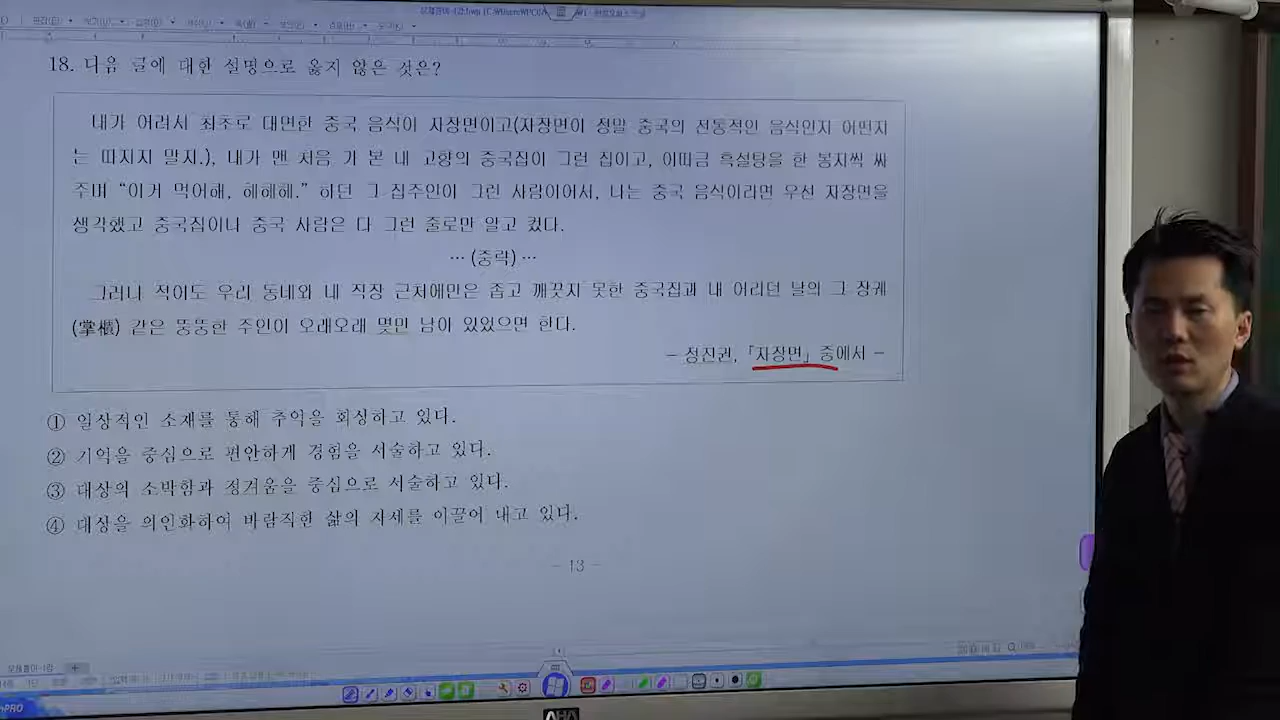 18. 다음 글에 대한 설명으로 옳지 않은 것은?
내가 어려서 최초로 대면한 중국 음식이 자장면이고(자장면이 정말 중국의 전통적인 음식인지 어떤지
는 따지지 말자.), 내가 맨 처음 가 본 내 고향의 중국집이 그런 집이고, 이따금 흑설탕을 한 봉지씩 싸
주며 “이거 먹어해, 헤헤헤.” 하던 그 집주인이 그런 사람이어서, 나는 중국 음식이라면 우선 자장면을
생각했고 중국집이나 중국 사람은 다 그런 줄로만 알고 컸다.
… (중략) …
그러나 적이도 우리 동네와 내 직장 근처에만은 좁고 깨끗지 못한 중국집과 내 어리던 날의 그 장궤
(掌櫃) 같은 뚱뚱한 주인이 오래오래 몇만 남이 있었으면 한다.
- 정진권, 「자장면」 중에서 -
① 일상적인 소재를 통해 추억을 회상하고 있다.
② 기억을 중심으로 편안하게 경험을 서술하고 있다.
③ 대상의 소박함과 정겨움을 중심으로 서술하고 있다.
④ 대상을 의인화하여 바람직한 삶의 자세를 이끌어 내고 있다.
- 13 -
AHA